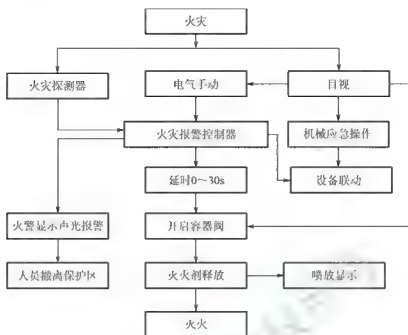 火灾
火灾探测器
电气手动
目视
火灾报警控制器
机械应急操作
延时0～30s
设备联动
火警显示声光报警
开启容器阀
人员撤离保护区
灭火剂释放
喷放显示
灭火